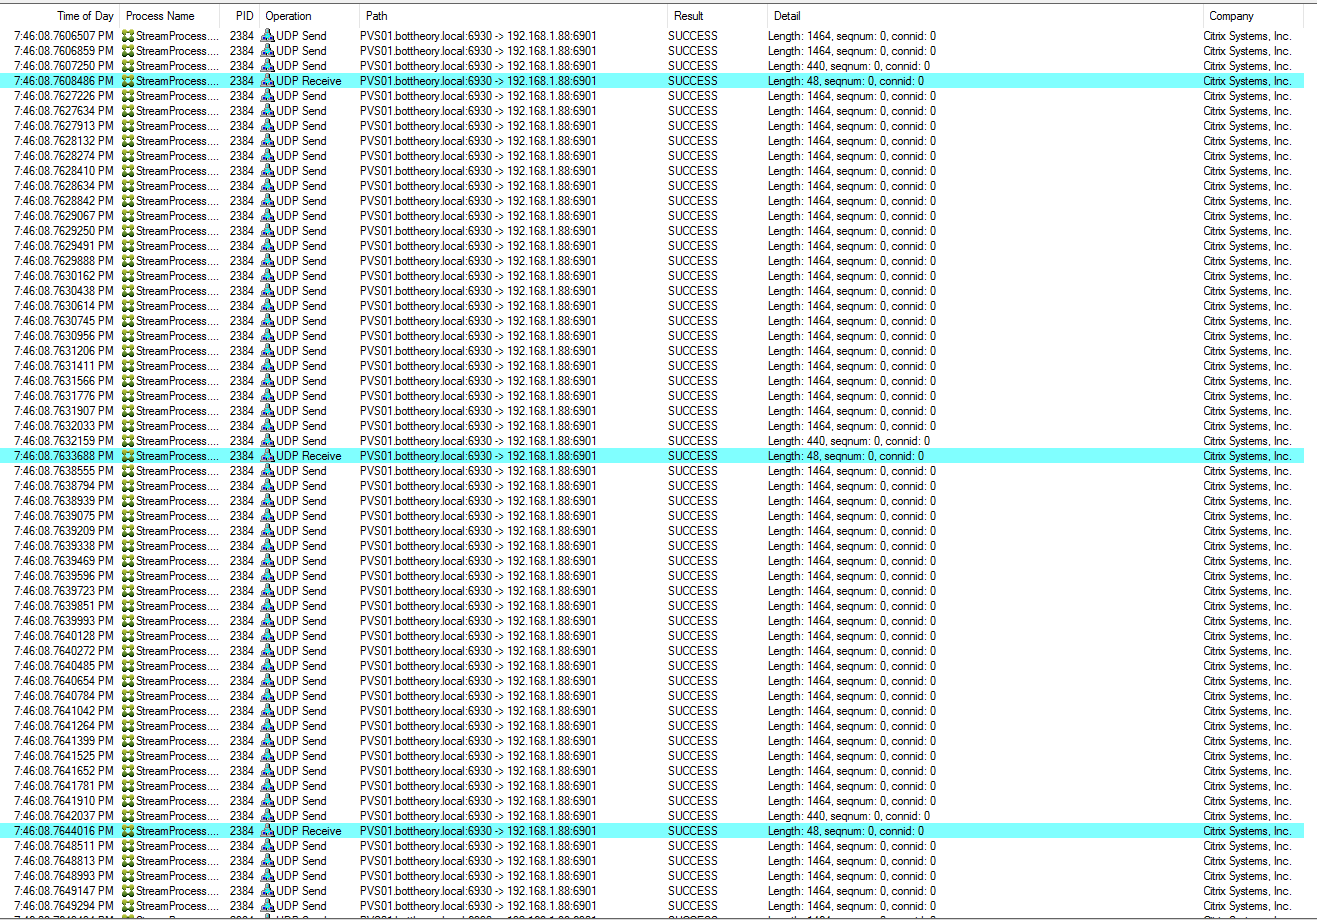 Time of Day Process Name PID Operation Path Result Detail Company
7:46:08.7606507 PM StreamProcess.... 2384 UDP Send PVS01.bottheory.local:6930 -> 192.168.1.88:6901 SUCCESS Length: 1464, seqnum: 0, connid: 0 Citrix Systems, Inc.
7:46:08.7606859 PM StreamProcess.... 2384 UDP Send PVS01.bottheory.local:6930 -> 192.168.1.88:6901 SUCCESS Length: 1464, seqnum: 0, connid: 0 Citrix Systems, Inc.
7:46:08.7607250 PM StreamProcess.... 2384 UDP Send PVS01.bottheory.local:6930 -> 192.168.1.88:6901 SUCCESS Length: 440, seqnum: 0, connid: 0 Citrix Systems, Inc.
7:46:08.7608486 PM StreamProcess.... 2384 UDP Receive PVS01.bottheory.local:6930 -> 192.168.1.88:6901 SUCCESS Length: 48, seqnum: 0, connid: 0 Citrix Systems, Inc.
7:46:08.7627226 PM StreamProcess.... 2384 UDP Send PVS01.bottheory.local:6930 -> 192.168.1.88:6901 SUCCESS Length: 1464, seqnum: 0, connid: 0 Citrix Systems, Inc.
7:46:08.7627634 PM StreamProcess.... 2384 UDP Send PVS01.bottheory.local:6930 -> 192.168.1.88:6901 SUCCESS Length: 1464, seqnum: 0, connid: 0 Citrix Systems, Inc.
7:46:08.7627913 PM StreamProcess.... 2384 UDP Send PVS01.bottheory.local:6930 -> 192.168.1.88:6901 SUCCESS Length: 1464, seqnum: 0, connid: 0 Citrix Systems, Inc.
7:46:08.7628132 PM StreamProcess.... 2384 UDP Send PVS01.bottheory.local:6930 -> 192.168.1.88:6901 SUCCESS Length: 1464, seqnum: 0, connid: 0 Citrix Systems, Inc.
7:46:08.7628274 PM StreamProcess.... 2384 UDP Send PVS01.bottheory.local:6930 -> 192.168.1.88:6901 SUCCESS Length: 1464, seqnum: 0, connid: 0 Citrix Systems, Inc.
7:46:08.7628410 PM StreamProcess.... 2384 UDP Send PVS01.bottheory.local:6930 -> 192.168.1.88:6901 SUCCESS Length: 1464, seqnum: 0, connid: 0 Citrix Systems, Inc.
7:46:08.7628634 PM StreamProcess.... 2384 UDP Send PVS01.bottheory.local:6930 -> 192.168.1.88:6901 SUCCESS Length: 1464, seqnum: 0, connid: 0 Citrix Systems, Inc.
7:46:08.7628842 PM StreamProcess.... 2384 UDP Send PVS01.bottheory.local:6930 -> 192.168.1.88:6901 SUCCESS Length: 1464, seqnum: 0, connid: 0 Citrix Systems, Inc.
7:46:08.7629067 PM StreamProcess.... 2384 UDP Send PVS01.bottheory.local:6930 -> 192.168.1.88:6901 SUCCESS Length: 1464, seqnum: 0, connid: 0 Citrix Systems, Inc.
7:46:08.7629250 PM StreamProcess.... 2384 UDP Send PVS01.bottheory.local:6930 -> 192.168.1.88:6901 SUCCESS Length: 1464, seqnum: 0, connid: 0 Citrix Systems, Inc.
7:46:08.7629491 PM StreamProcess.... 2384 UDP Send PVS01.bottheory.local:6930 -> 192.168.1.88:6901 SUCCESS Length: 1464, seqnum: 0, connid: 0 Citrix Systems, Inc.
7:46:08.7629888 PM StreamProcess.... 2384 UDP Send PVS01.bottheory.local:6930 -> 192.168.1.88:6901 SUCCESS Length: 1464, seqnum: 0, connid: 0 Citrix Systems, Inc.
7:46:08.7630162 PM StreamProcess.... 2384 UDP Send PVS01.bottheory.local:6930 -> 192.168.1.88:6901 SUCCESS Length: 1464, seqnum: 0, connid: 0 Citrix Systems, Inc.
7:46:08.7630438 PM StreamProcess.... 2384 UDP Send PVS01.bottheory.local:6930 -> 192.168.1.88:6901 SUCCESS Length: 1464, seqnum: 0, connid: 0 Citrix Systems, Inc.
7:46:08.7630614 PM StreamProcess.... 2384 UDP Send PVS01.bottheory.local:6930 -> 192.168.1.88:6901 SUCCESS Length: 1464, seqnum: 0, connid: 0 Citrix Systems, Inc.
7:46:08.7630745 PM StreamProcess.... 2384 UDP Send PVS01.bottheory.local:6930 -> 192.168.1.88:6901 SUCCESS Length: 1464, seqnum: 0, connid: 0 Citrix Systems, Inc.
7:46:08.7630956 PM StreamProcess.... 2384 UDP Send PVS01.bottheory.local:6930 -> 192.168.1.88:6901 SUCCESS Length: 1464, seqnum: 0, connid: 0 Citrix Systems, Inc.
7:46:08.7631206 PM StreamProcess.... 2384 UDP Send PVS01.bottheory.local:6930 -> 192.168.1.88:6901 SUCCESS Length: 1464, seqnum: 0, connid: 0 Citrix Systems, Inc.
7:46:08.7631411 PM StreamProcess.... 2384 UDP Send PVS01.bottheory.local:6930 -> 192.168.1.88:6901 SUCCESS Length: 1464, seqnum: 0, connid: 0 Citrix Systems, Inc.
7:46:08.7631566 PM StreamProcess.... 2384 UDP Send PVS01.bottheory.local:6930 -> 192.168.1.88:6901 SUCCESS Length: 1464, seqnum: 0, connid: 0 Citrix Systems, Inc.
7:46:08.7631776 PM StreamProcess.... 2384 UDP Send PVS01.bottheory.local:6930 -> 192.168.1.88:6901 SUCCESS Length: 1464, seqnum: 0, connid: 0 Citrix Systems, Inc.
7:46:08.7631907 PM StreamProcess.... 2384 UDP Send PVS01.bottheory.local:6930 -> 192.168.1.88:6901 SUCCESS Length: 1464, seqnum: 0, connid: 0 Citrix Systems, Inc.
7:46:08.7632033 PM StreamProcess.... 2384 UDP Send PVS01.bottheory.local:6930 -> 192.168.1.88:6901 SUCCESS Length: 1464, seqnum: 0, connid: 0 Citrix Systems, Inc.
7:46:08.7632159 PM StreamProcess.... 2384 UDP Send PVS01.bottheory.local:6930 -> 192.168.1.88:6901 SUCCESS Length: 440, seqnum: 0, connid: 0 Citrix Systems, Inc.
7:46:08.7633688 PM StreamProcess.... 2384 UDP Receive PVS01.bottheory.local:6930 -> 192.168.1.88:6901 SUCCESS Length: 48, seqnum: 0, connid: 0 Citrix Systems, Inc.
7:46:08.7638555 PM StreamProcess.... 2384 UDP Send PVS01.bottheory.local:6930 -> 192.168.1.88:6901 SUCCESS Length: 1464, seqnum: 0, connid: 0 Citrix Systems, Inc.
7:46:08.7638794 PM StreamProcess.... 2384 UDP Send PVS01.bottheory.local:6930 -> 192.168.1.88:6901 SUCCESS Length: 1464, seqnum: 0, connid: 0 Citrix Systems, Inc.
7:46:08.7638939 PM StreamProcess.... 2384 UDP Send PVS01.bottheory.local:6930 -> 192.168.1.88:6901 SUCCESS Length: 1464, seqnum: 0, connid: 0 Citrix Systems, Inc.
7:46:08.7639075 PM StreamProcess.... 2384 UDP Send PVS01.bottheory.local:6930 -> 192.168.1.88:6901 SUCCESS Length: 1464, seqnum: 0, connid: 0 Citrix Systems, Inc.
7:46:08.7639209 PM StreamProcess.... 2384 UDP Send PVS01.bottheory.local:6930 -> 192.168.1.88:6901 SUCCESS Length: 1464, seqnum: 0, connid: 0 Citrix Systems, Inc.
7:46:08.7639338 PM StreamProcess.... 2384 UDP Send PVS01.bottheory.local:6930 -> 192.168.1.88:6901 SUCCESS Length: 1464, seqnum: 0, connid: 0 Citrix Systems, Inc.
7:46:08.7639469 PM StreamProcess.... 2384 UDP Send PVS01.bottheory.local:6930 -> 192.168.1.88:6901 SUCCESS Length: 1464, seqnum: 0, connid: 0 Citrix Systems, Inc.
7:46:08.7639596 PM StreamProcess.... 2384 UDP Send PVS01.bottheory.local:6930 -> 192.168.1.88:6901 SUCCESS Length: 1464, seqnum: 0, connid: 0 Citrix Systems, Inc.
7:46:08.7639723 PM StreamProcess.... 2384 UDP Send PVS01.bottheory.local:6930 -> 192.168.1.88:6901 SUCCESS Length: 1464, seqnum: 0, connid: 0 Citrix Systems, Inc.
7:46:08.7639851 PM StreamProcess.... 2384 UDP Send PVS01.bottheory.local:6930 -> 192.168.1.88:6901 SUCCESS Length: 1464, seqnum: 0, connid: 0 Citrix Systems, Inc.
7:46:08.7639993 PM StreamProcess.... 2384 UDP Send PVS01.bottheory.local:6930 -> 192.168.1.88:6901 SUCCESS Length: 1464, seqnum: 0, connid: 0 Citrix Systems, Inc.
7:46:08.7640128 PM StreamProcess.... 2384 UDP Send PVS01.bottheory.local:6930 -> 192.168.1.88:6901 SUCCESS Length: 1464, seqnum: 0, connid: 0 Citrix Systems, Inc.
7:46:08.7640272 PM StreamProcess.... 2384 UDP Send PVS01.bottheory.local:6930 -> 192.168.1.88:6901 SUCCESS Length: 1464, seqnum: 0, connid: 0 Citrix Systems, Inc.
7:46:08.7640485 PM StreamProcess.... 2384 UDP Send PVS01.bottheory.local:6930 -> 192.168.1.88:6901 SUCCESS Length: 1464, seqnum: 0, connid: 0 Citrix Systems, Inc.
7:46:08.7640654 PM StreamProcess.... 2384 UDP Send PVS01.bottheory.local:6930 -> 192.168.1.88:6901 SUCCESS Length: 1464, seqnum: 0, connid: 0 Citrix Systems, Inc.
7:46:08.7640784 PM StreamProcess.... 2384 UDP Send PVS01.bottheory.local:6930 -> 192.168.1.88:6901 SUCCESS Length: 1464, seqnum: 0, connid: 0 Citrix Systems, Inc.
7:46:08.7641042 PM StreamProcess.... 2384 UDP Send PVS01.bottheory.local:6930 -> 192.168.1.88:6901 SUCCESS Length: 1464, seqnum: 0, connid: 0 Citrix Systems, Inc.
7:46:08.7641264 PM StreamProcess.... 2384 UDP Send PVS01.bottheory.local:6930 -> 192.168.1.88:6901 SUCCESS Length: 1464, seqnum: 0, connid: 0 Citrix Systems, Inc.
7:46:08.7641399 PM StreamProcess.... 2384 UDP Send PVS01.bottheory.local:6930 -> 192.168.1.88:6901 SUCCESS Length: 1464, seqnum: 0, connid: 0 Citrix Systems, Inc.
7:46:08.7641525 PM StreamProcess.... 2384 UDP Send PVS01.bottheory.local:6930 -> 192.168.1.88:6901 SUCCESS Length: 1464, seqnum: 0, connid: 0 Citrix Systems, Inc.
7:46:08.7641652 PM StreamProcess.... 2384 UDP Send PVS01.bottheory.local:6930 -> 192.168.1.88:6901 SUCCESS Length: 1464, seqnum: 0, connid: 0 Citrix Systems, Inc.
7:46:08.7641781 PM StreamProcess.... 2384 UDP Send PVS01.bottheory.local:6930 -> 192.168.1.88:6901 SUCCESS Length: 1464, seqnum: 0, connid: 0 Citrix Systems, Inc.
7:46:08.7641910 PM StreamProcess.... 2384 UDP Send PVS01.bottheory.local:6930 -> 192.168.1.88:6901 SUCCESS Length: 1464, seqnum: 0, connid: 0 Citrix Systems, Inc.
7:46:08.7642037 PM StreamProcess.... 2384 UDP Send PVS01.bottheory.local:6930 -> 192.168.1.88:6901 SUCCESS Length: 440, seqnum: 0, connid: 0 Citrix Systems, Inc.
7:46:08.7644016 PM StreamProcess.... 2384 UDP Receive PVS01.bottheory.local:6930 -> 192.168.1.88:6901 SUCCESS Length: 48, seqnum: 0, connid: 0 Citrix Systems, Inc.
7:46:08.7648511 PM StreamProcess.... 2384 UDP Send PVS01.bottheory.local:6930 -> 192.168.1.88:6901 SUCCESS Length: 1464, seqnum: 0, connid: 0 Citrix Systems, Inc.
7:46:08.7648813 PM StreamProcess.... 2384 UDP Send PVS01.bottheory.local:6930 -> 192.168.1.88:6901 SUCCESS Length: 1464, seqnum: 0, connid: 0 Citrix Systems, Inc.
7:46:08.7648993 PM StreamProcess.... 2384 UDP Send PVS01.bottheory.local:6930 -> 192.168.1.88:6901 SUCCESS Length: 1464, seqnum: 0, connid: 0 Citrix Systems, Inc.
7:46:08.7649147 PM StreamProcess.... 2384 UDP Send PVS01.bottheory.local:6930 -> 192.168.1.88:6901 SUCCESS Length: 1464, seqnum: 0, connid: 0 Citrix Systems, Inc.
7:46:08.7649294 PM StreamProcess.... 2384 UDP Send PVS01.bottheory.local:6930 -> 192.168.1.88:6901 SUCCESS Length: 1464, seqnum: 0, connid: 0 Citrix Systems, Inc.